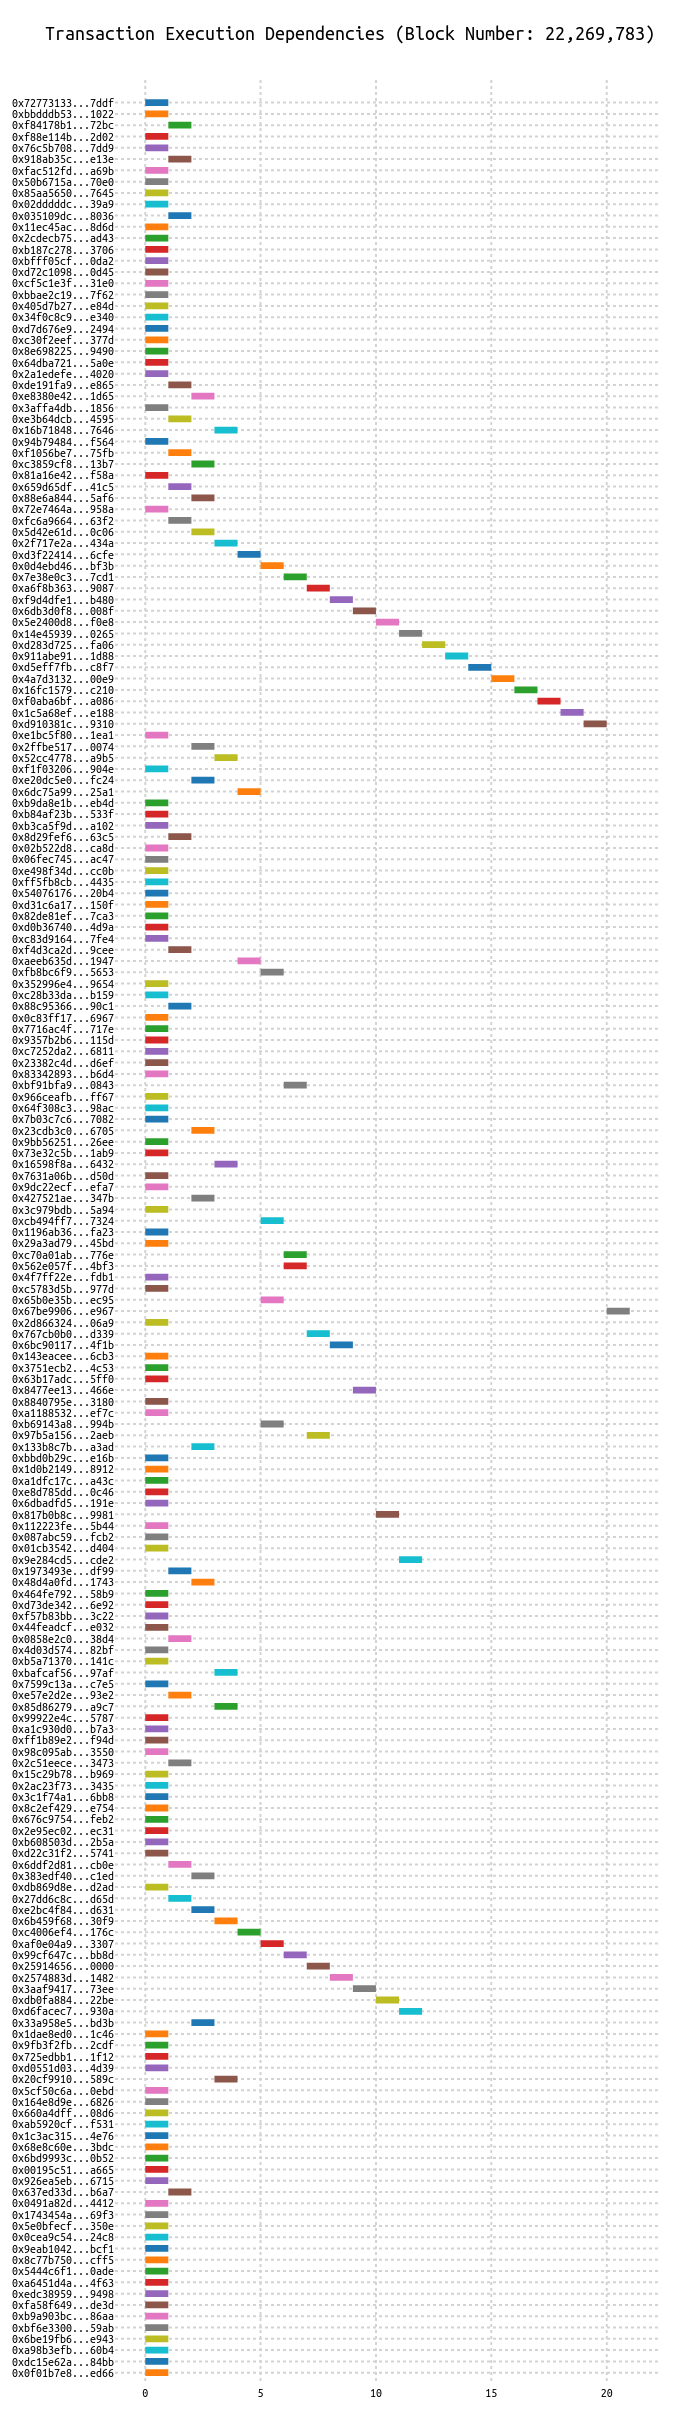 Transaction Execution Dependencies (Block Number: 22,269,783)
0x72773133...7ddf
0xbbdddb53...1022
0xf84178b1...72bc
0xf88e114b...2d02
0x76c5b708...7dd9
0x918ab35c...e13e
0xfac512fd...a69b
0x50b6715a...70e0
0x85aa5650...7645
0x02dddddc...39a9
0x035109dc...8036
0x11ec45ac...8d6d
0x2cdecb75...ad43
0xb187c278...3706
0xbfff05cf...0da2
0xd72c1098...0d45
0xcf5c1e3f...31e0
0xbbae2c19...7f62
0x405d7b27...e84d
0x34f0c8c9...e340
0xd7d676e9...2494
0xc30f2eef...377d
0x8e698225...9490
0x64dba721...5a0e
0x2a1edefe...4020
0xde191fa9...e865
0xe8380e42...1d65
0x3affa4db...1856
0xe3b64dcb...4595
0x16b71848...7646
0x94b79484...f564
0xf1056be7...75fb
0xc3859cf8...13b7
0x81a16e42...f58a
0x659d65df...41c5
0x88e6a844...5af6
0x72e7464a...958a
0xfc6a9664...63f2
0x5d42e61d...0c06
0x2f717e2a...434a
0xd3f22414...6cfe
0x0d4ebd46...bf3b
0x7e38e0c3...7cd1
0xa6f8b363...9087
0xf9d4dfe1...b480
0x6db3d0f8...008f
0x5e2400d8...f0e8
0x14e45939...0265
0xd283d725...fa06
0x911abe91...1d88
0xd5eff7fb...c8f7
0x4a7d3132...00e9
0x16fc1579...c210
0xf0aba6bf...a086
0x1c5a68ef...e188
0xd910381c...9310
0xe1bc5f80...1ea1
0x2ffbe517...0074
0x52cc4778...a9b5
0xf1f03206...904e
0xe20dc5e0...fc24
0x6dc75a99...25a1
0xb9da8e1b...eb4d
0xb84af23b...533f
0xb3ca5f9d...a102
0x8d29fef6...63c5
0x02b522d8...ca8d
0x06fec745...ac47
0xe498f34d...cc0b
0xff5fb8cb...4435
0x54076176...20b4
0xd31c6a17...150f
0x82de81ef...7ca3
0xd0b36740...4d9a
0xc83d9164...7fe4
0xf4d3ca2d...9cee
0xaeeb635d...1947
0xfb8bc6f9...5653
0x352996e4...9654
0xc28b33da...b159
0x88c95366...90c1
0x0c83ff17...6967
0x7716ac4f...717e
0x9357b2b6...115d
0xc7252da2...6811
0x23382c4d...d6ef
0x83342893...b6d4
0xbf91bfa9...0843
0x966ceafb...ff67
0x64f308c3...98ac
0x7b03c7c6...7082
0x23cdb3c0...6705
0x9bb56251...26ee
0x73e32c5b...1ab9
0x16598f8a...6432
0x7631a06b...d50d
0x9dc22ecf...efa7
0x427521ae...347b
0x3c979bdb...5a94
0xcb494ff7...7324
0x1196ab36...fa23
0x29a3ad79...45bd
0xc70a01ab...776e
0x562e057f...4bf3
0x4f7ff22e...fdb1
0xc5783d5b...977d
0x65b0e35b...ec95
0x67be9906...e967
0x2d866324...06a9
0x767cb0b0...d339
0x6bc90117...4f1b
0x143eacee...6cb3
0x3751ecb2...4c53
0x63b17adc...5ff0
0x8477ee13...466e
0x8840795e...3180
0xa1188532...ef7c
0xb69143a8...994b
0x97b5a156...2aeb
0x133b8c7b...a3ad
0xbbd0b29c...e16b
0x1d0b2149...8912
0xa1dfc17c...a43c
0xe8d785dd...0c46
0x6dbadfd5...191e
0x817b0b8c...9981
0x112223fe...5b44
0x087abc59...fcb2
0x01cb3542...d404
0x9e284cd5...cde2
0x1973493e...df99
0x48d4a0fd...1743
0x464fe792...58b9
0xd73de342...6e92
0xf57b83bb...3c22
0x44feadcf...e032
0x0858e2c0...38d4
0x4d03d574...82bf
0xb5a71370...141c
0xbafcaf56...97af
0x7599c13a...c7e5
0xe57e2d2e...93e2
0x85d86279...a9c7
0x99922e4c...5787
0xa1c930d0...b7a3
0xff1b89e2...f94d
0x98c095ab...3550
0x2c51eece...3473
0x15c29b78...b969
0x2ac23f73...3435
0x3c1f74a1...6bb8
0x8c2ef429...e754
0x676c9754...feb2
0x2e95ec02...ec31
0xb608503d...2b5a
0xd22c31f2...5741
0x6ddf2d81...cb0e
0x383edf40...c1ed
0xdb869d8e...d2ad
0x27dd6c8c...d65d
0xe2bc4f84...d631
0x6b459f68...30f9
0xc4006ef4...176c
0xaf0e04a9...3307
0x99cf647c...bb8d
0x25914656...0000
0x2574883d...1482
0x3aaf9417...73ee
0xdb0fa884...22be
0xd6facec7...930a
0x33a958e5...bd3b
0x1dae8ed0...1c46
0x9fb3f2fb...2cdf
0x725edbb1...1f12
0xd0551d03...4d39
0x20cf9910...589c
0x5cf50c6a...0ebd
0x164e8d9e...6826
0x660a4dff...08d6
0xab5920cf...f531
0x1c3ac315...4e76
0x68e8c60e...3bdc
0x6bd9993c...0b52
0x00195c51...a665
0x926ea5eb...6715
0x637ed33d...b6a7
0x0491a82d...4412
0x1743454a...69f3
0x5e0bfecf...350e
0x0cea9c54...24c8
0x9eab1042...bcf1
0x8c77b750...cff5
0x5444c6f1...0ade
0xa6451d4a...4f63
0xedc38959...9498
0xfa58f649...de3d
0xb9a903bc...86aa
0xbf6e3300...59ab
0x6be19fb6...e943
0xa98b3efb...60b4
0xdc15e62a...84bb
0x0f01b7e8...ed66
0 5 10 15 20